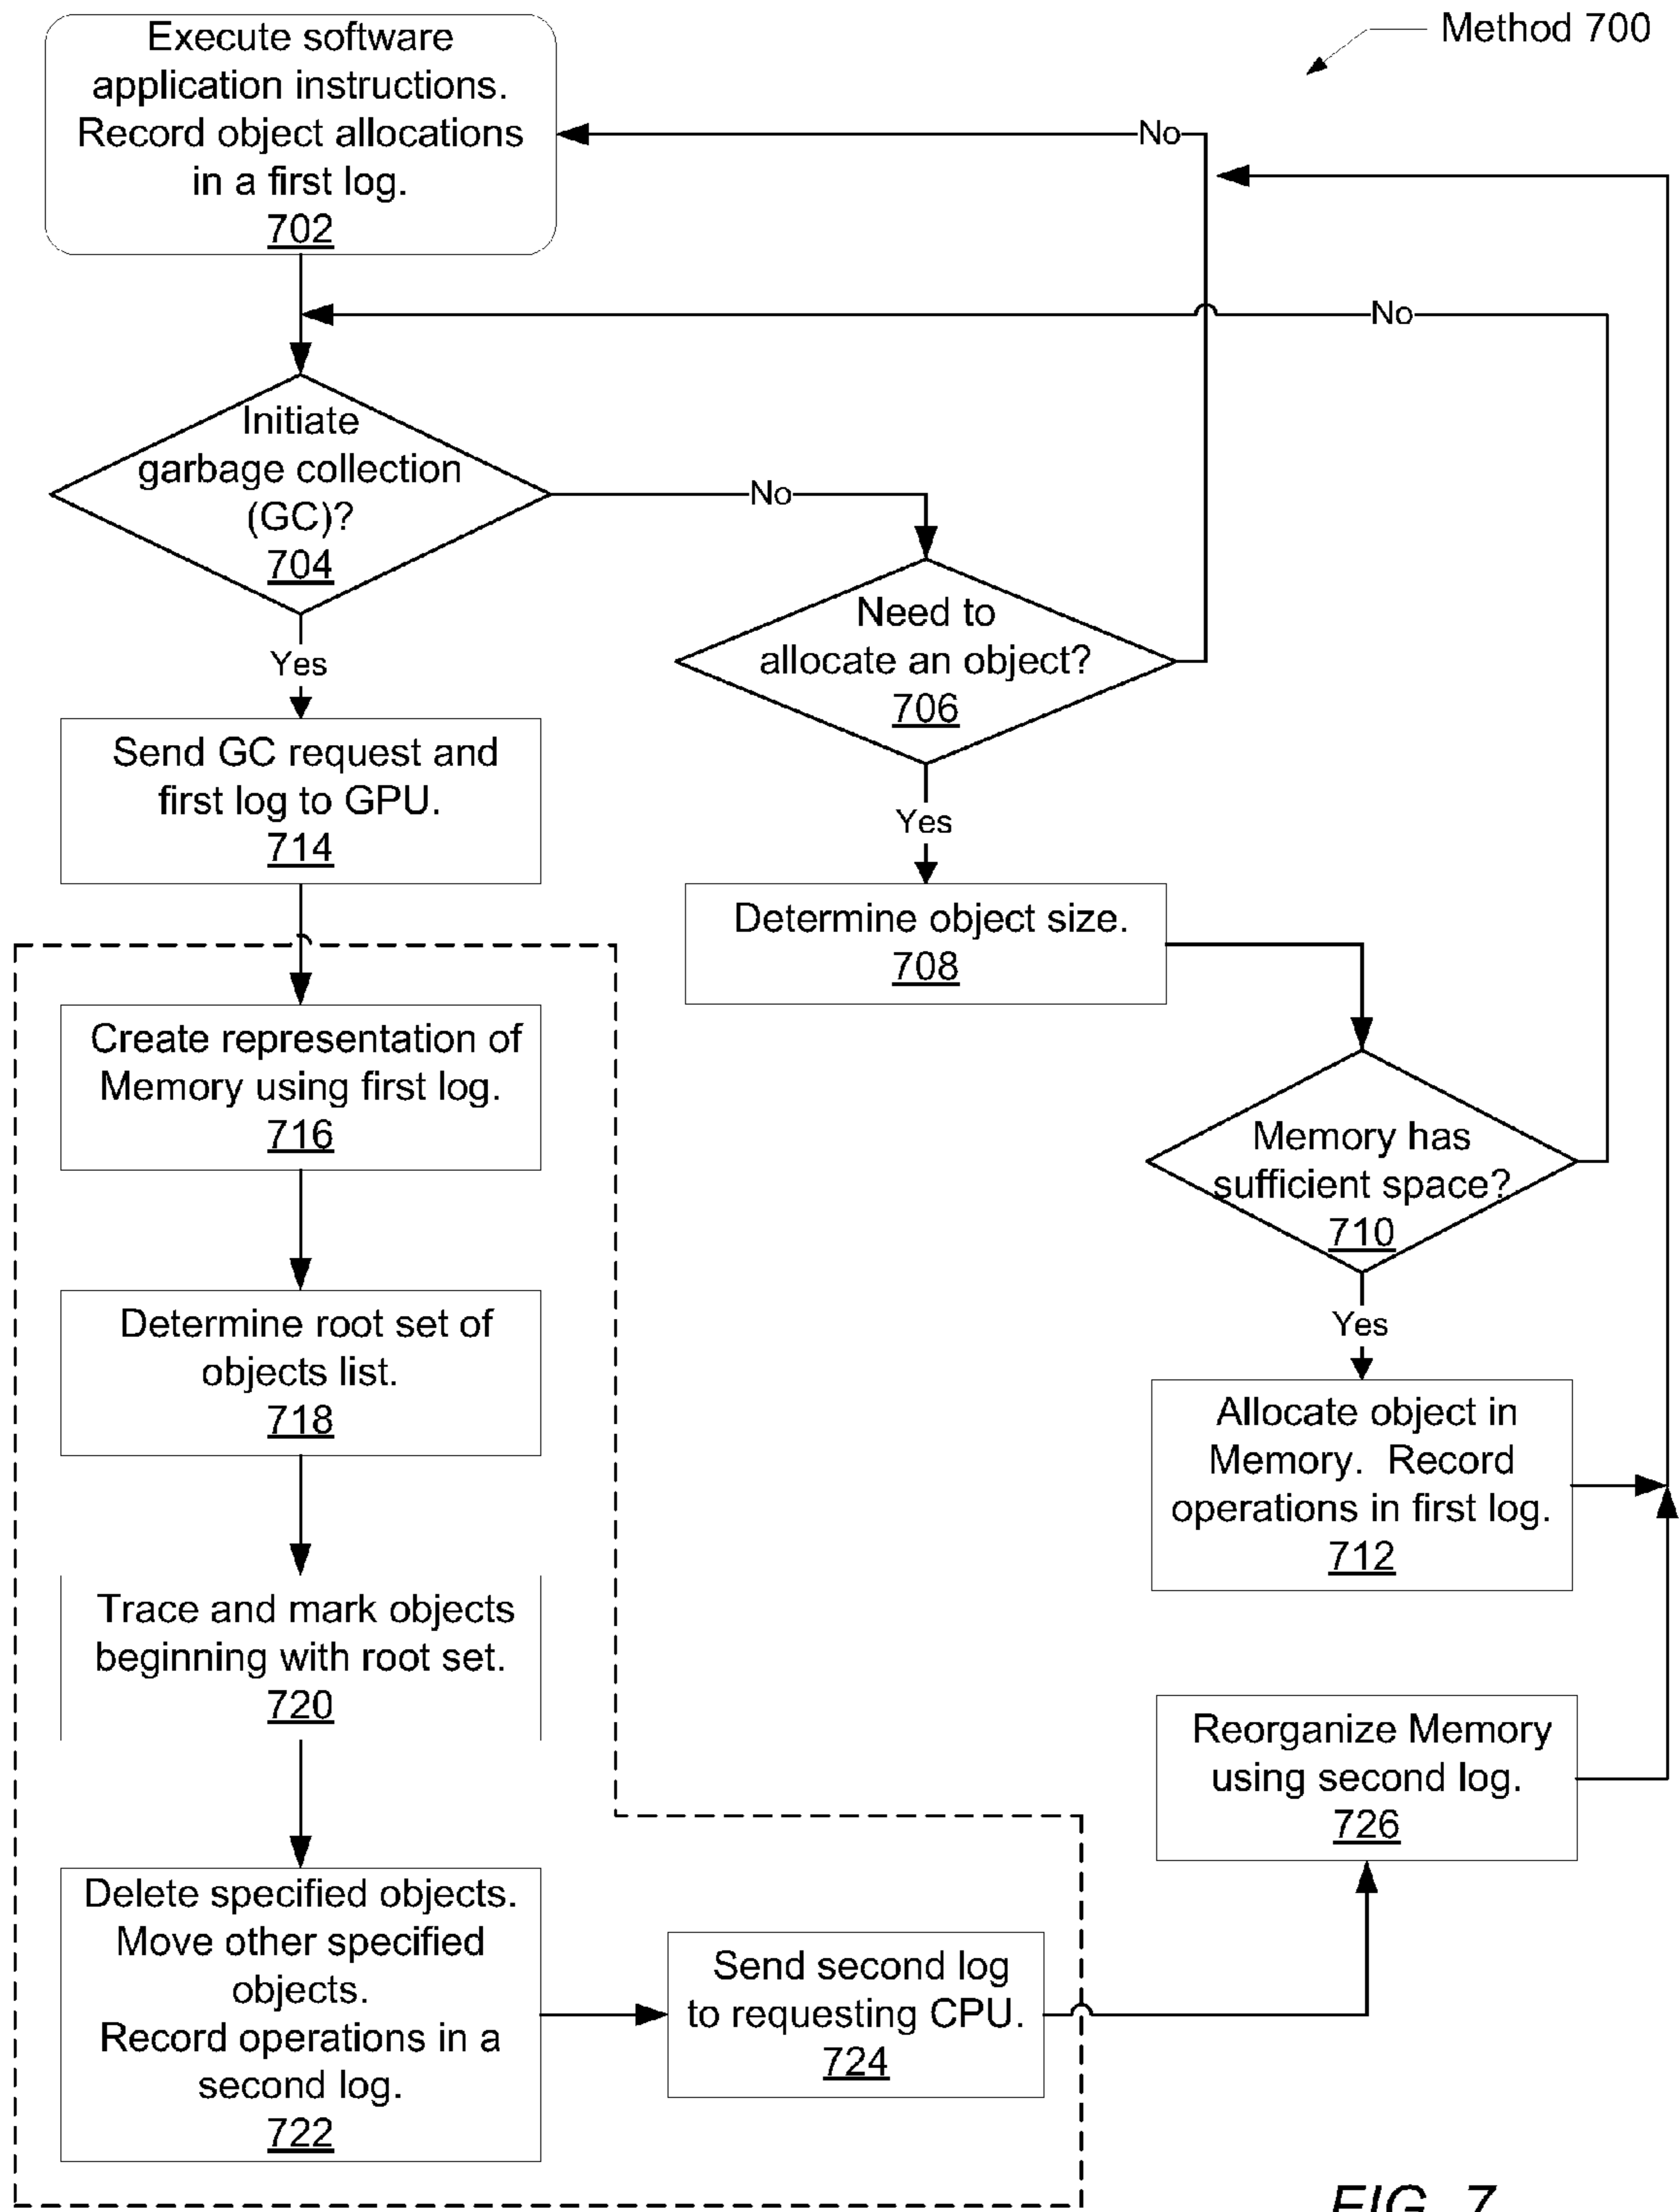 Method 700
Execute software
application instructions.
Record object allocations
in a first log.
702
No
No
Initiate
garbage collection
(GC)?
704
No
Yes
Need to
allocate an object?
706
Send GC request and
first log to GPU.
714
Yes
Determine object size.
708
Create representation of
Memory using first log.
716
Memory has
sufficient space?
710
Yes
Determine root set of
objects list.
718
Allocate object in
Memory. Record
operations in first log.
712
Trace and mark objects
beginning with root set.
720
Reorganize Memory
using second log.
726
Delete specified objects.
Move other specified
objects.
Record operations in a
second log.
722
Send second log
to requesting CPU.
724
FIG. 7